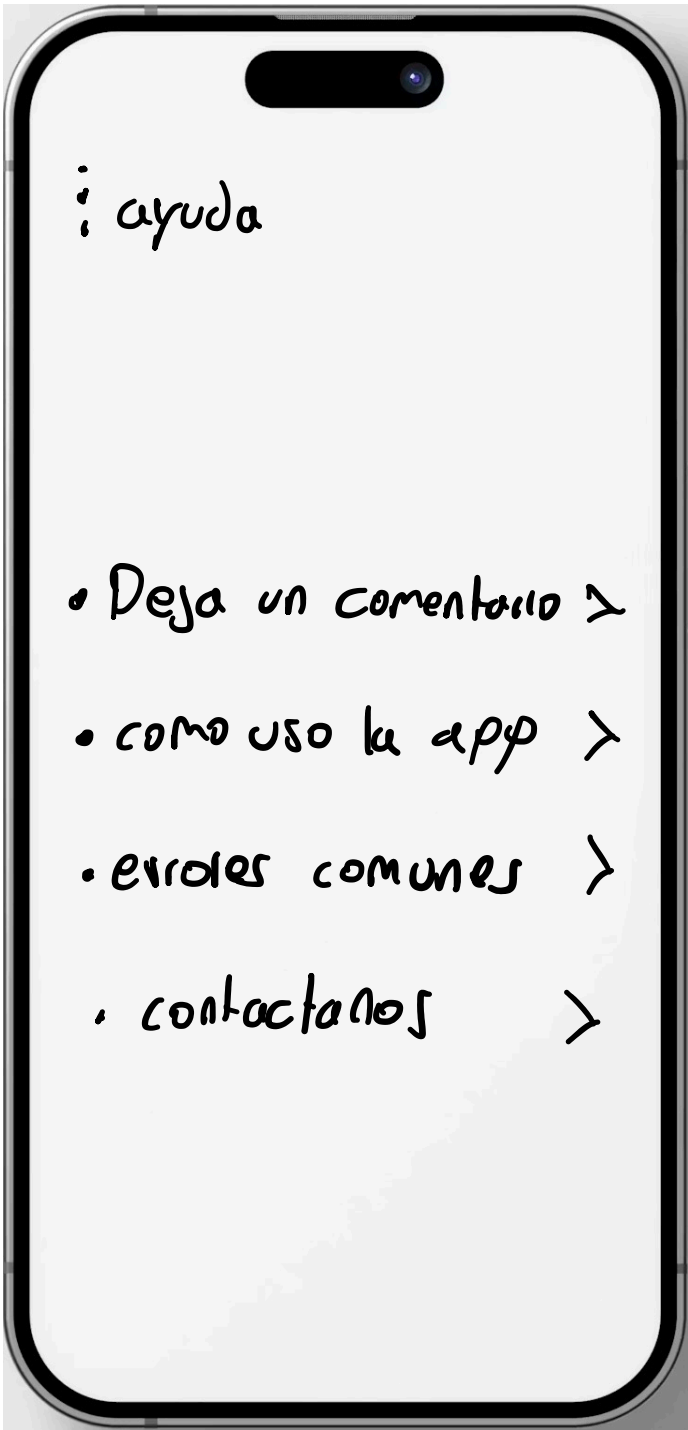 ⋮ ayuda
• Deja un comentario >
• como uso la app >
• errores comunes >
• contactanos >